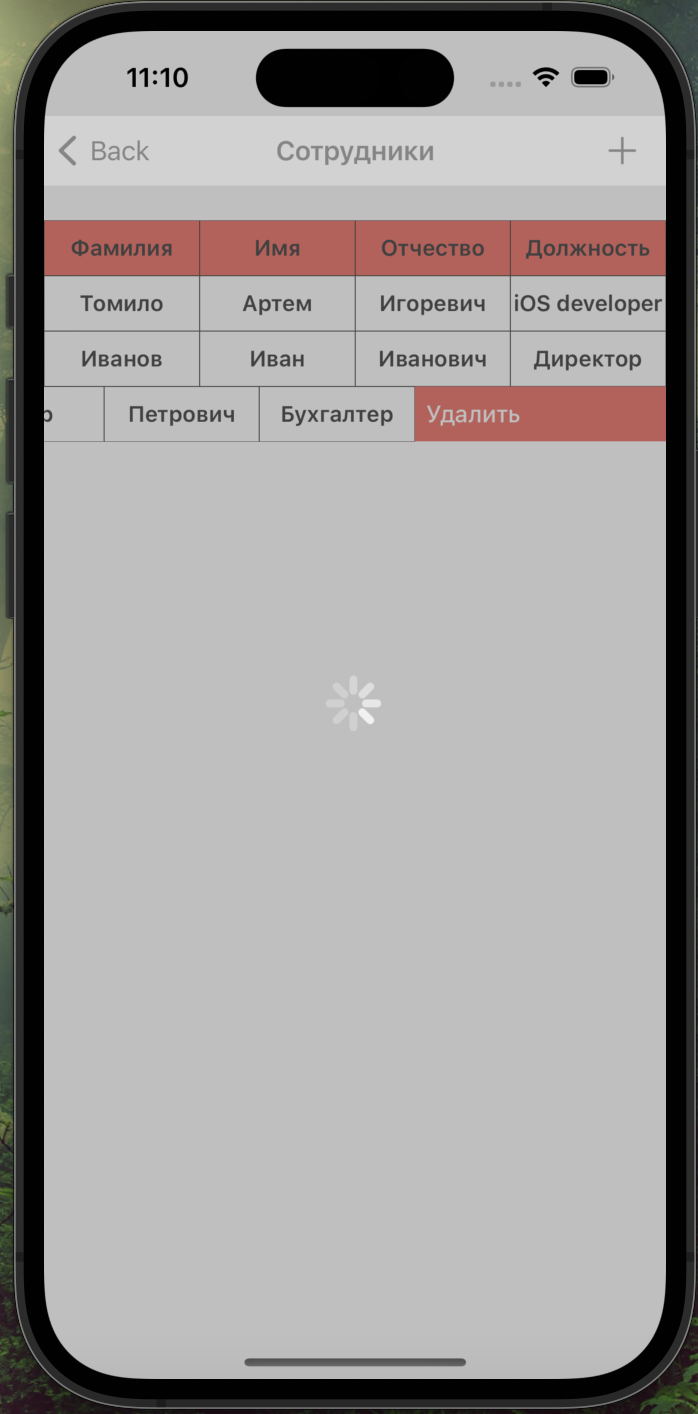 11:10
Back Сотрудники
Фамилия Имя Отчество Должность
Томило Артем Игоревич iOS developer
Иванов Иван Иванович Директор
р Петрович Бухгалтер Удалить